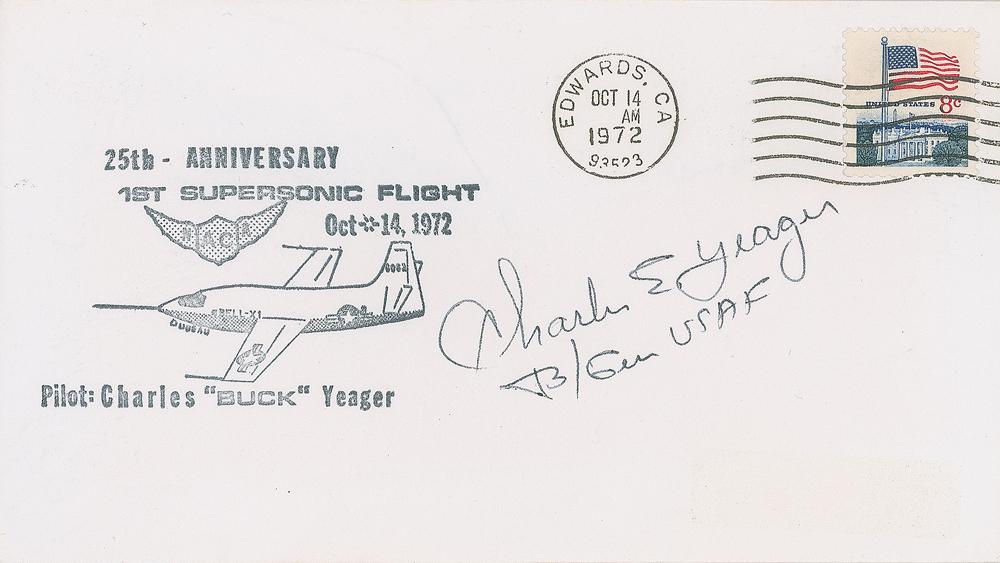 EDWARDS, CA
OCT 14
AM
1972
93523
UNITED STATES 8c
25th - ANNIVERSARY
1ST SUPERSONIC FLIGHT
NACA
Oct-14, 1972
BELL-X1
Pilot: Charles "BUCK" Yeager
Charles E Yeager
B/Gen USAF